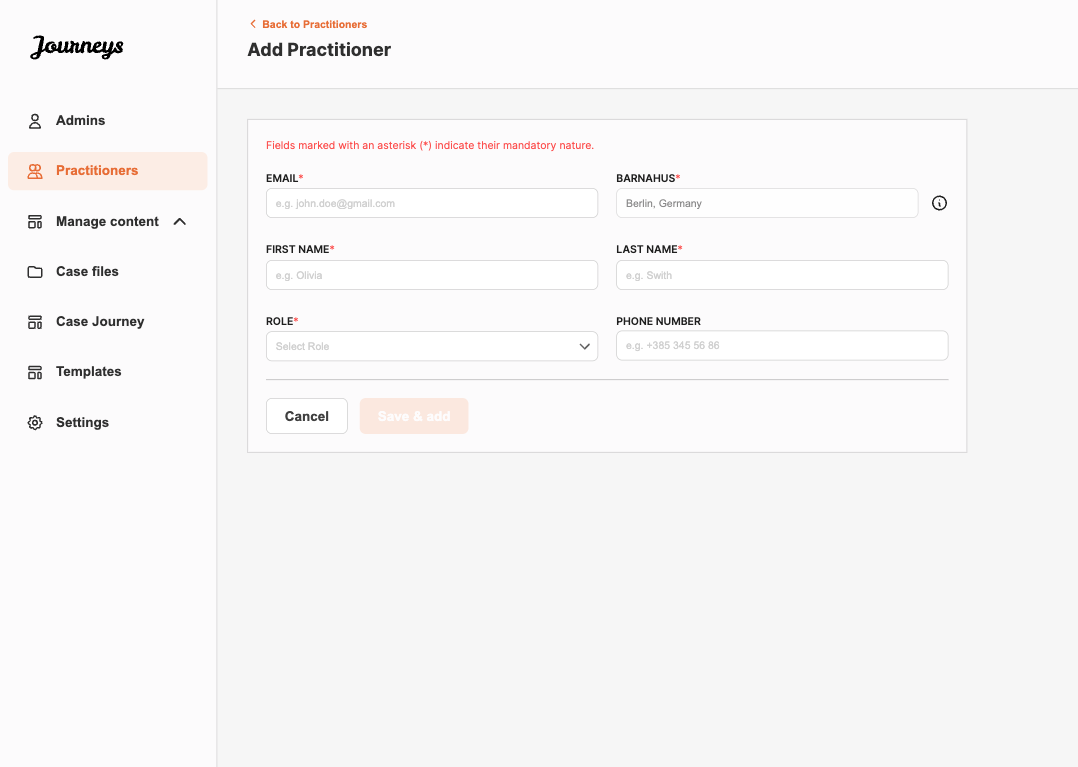 Journeys
Admins
Practitioners
Manage content
Case files
Case Journey
Templates
Settings
Back to Practitioners
Add Practitioner
Fields marked with an asterisk (*) indicate their mandatory nature.
EMAIL*
e.g. john.doe@gmail.com
BARNAHUS*
Berlin, Germany
FIRST NAME*
e.g. Olivia
LAST NAME*
e.g. Swith
ROLE*
Select Role
PHONE NUMBER
e.g. +385 345 56 86
Cancel
Save & add